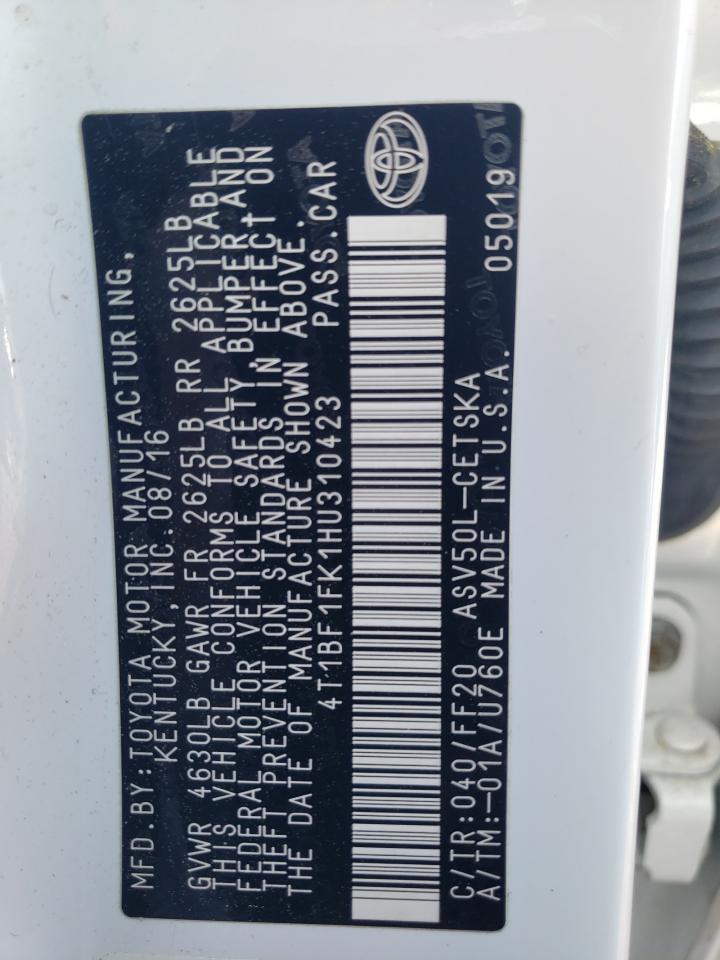 MFD. BY: TOYOTA MOTOR MANUFACTURING,
KENTUCKY, INC. 08/16
GVWR 4630LB GAWR FR 2625LB RR 2625LB
THIS VEHICLE CONFORMS TO ALL APPLICABLE
FEDERAL MOTOR VEHICLE SAFETY BUMPER, AND
THEFT PREVENTION STANDARDS IN EFFECT ON
THE DATE OF MANUFACTURE SHOWN ABOVE.
4T1BF1FK1HU310423 PASS. CAR
C/TR: 040/FF20 ASV50L-CETSKA
A/TM:-01A/U760E MADE IN U.S.A. 05019